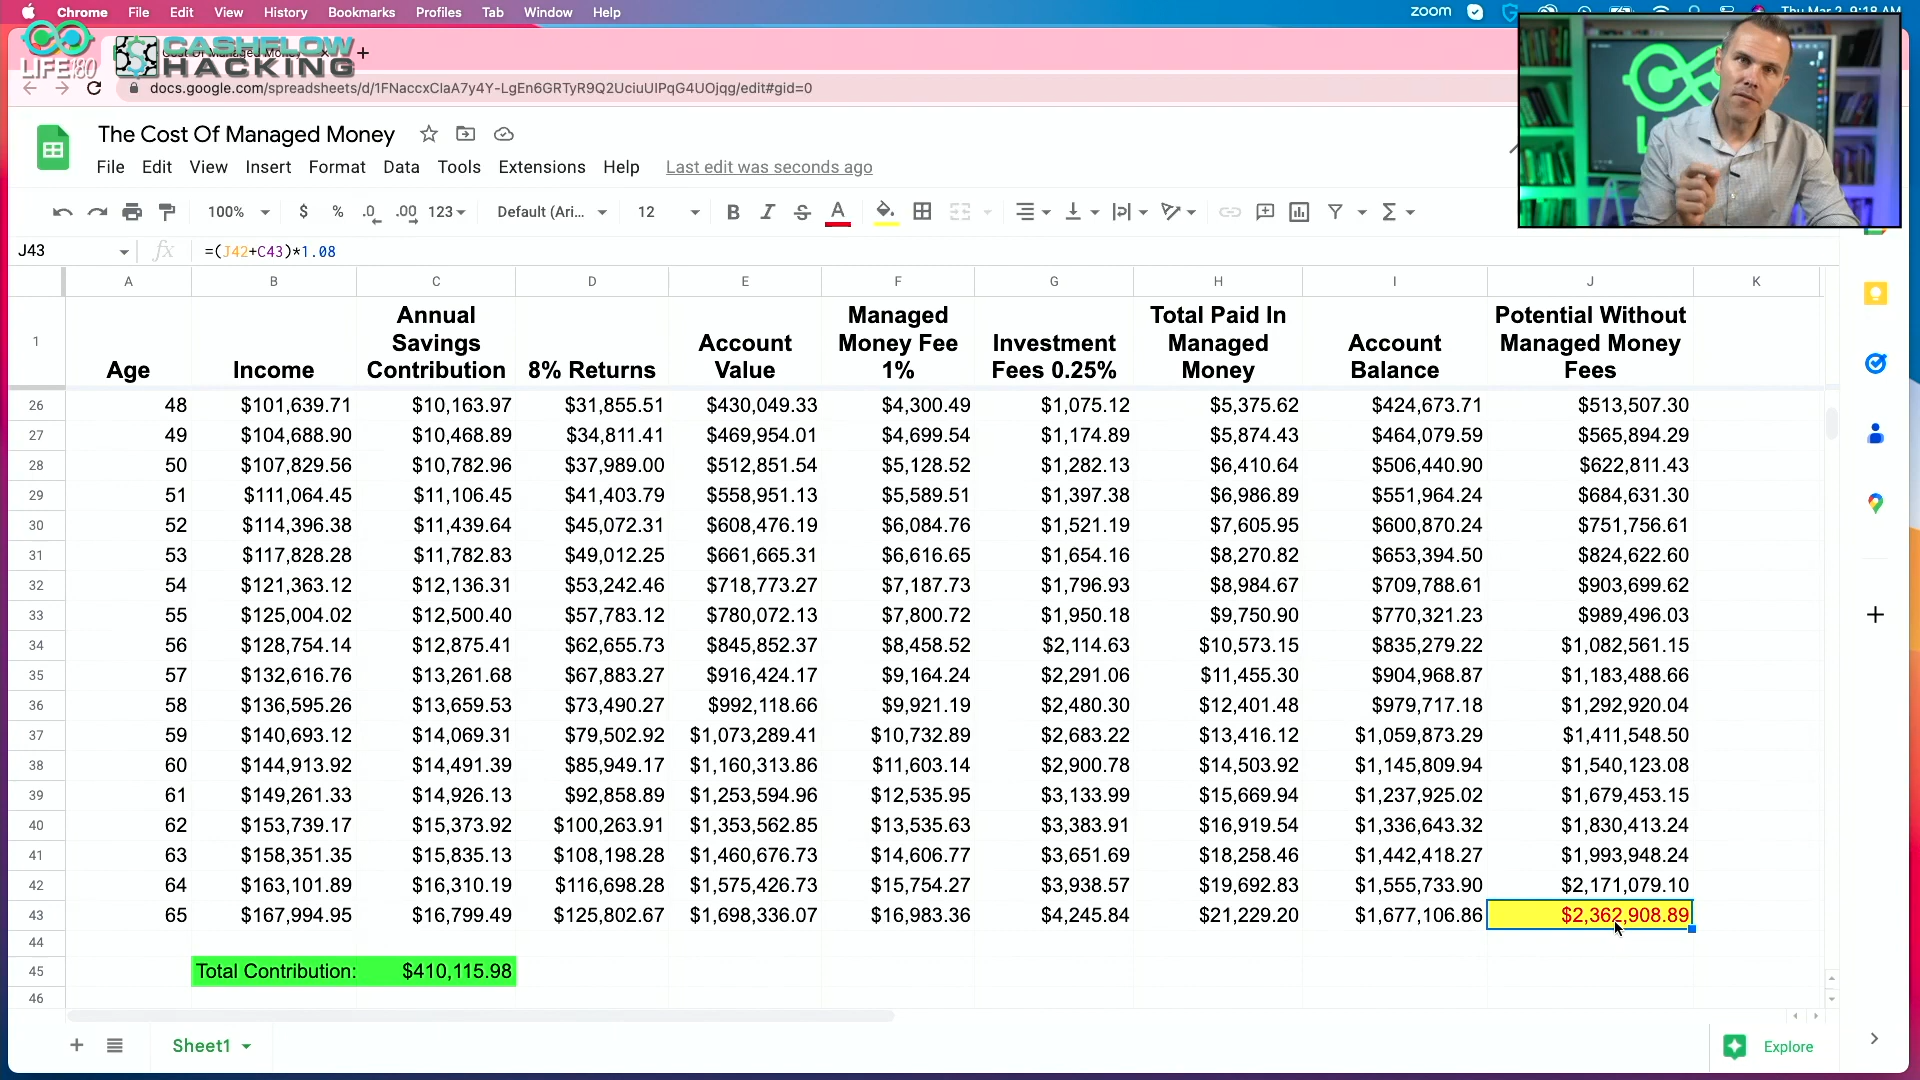 Chrome File Edit View History Bookmarks Profiles Tab Window Help zoom Thu Mar 2 9:18 AM
LIFE180 CASHFLOW HACKING
Cost Of Managed Money
docs.google.com/spreadsheets/d/
The Cost Of Managed Money
File Edit View Insert Format Data Tools Extensions Help Last edit was seconds ago
100% $ % .0 .00 123 Default (Ari... 12 B I S A Σ
J43 fx =(J42+C43)*1.08
A B C D E F G H I J K
1 Age Income Annual Savings Contribution 8% Returns Account Value Managed Money Fee 1% Investment Fees 0.25% Total Paid In Managed Money Account Balance Potential Without Managed Money Fees
26 48 $101,639.71 $10,163.97 $31,855.51 $430,049.33 $4,300.49 $1,075.12 $5,375.62 $424,673.71 $513,507.30
27 49 $104,688.90 $10,468.89 $34,811.41 $469,954.01 $4,699.54 $1,174.89 $5,874.43 $464,079.59 $565,894.29
28 50 $107,829.56 $10,782.96 $37,989.00 $512,851.54 $5,128.52 $1,282.13 $6,410.64 $506,440.90 $622,811.43
29 51 $111,064.45 $11,106.45 $41,403.79 $558,951.13 $5,589.51 $1,397.38 $6,986.89 $551,964.24 $684,631.30
30 52 $114,396.38 $11,439.64 $45,072.31 $608,476.19 $6,084.76 $1,521.19 $7,605.95 $600,870.24 $751,756.61
31 53 $117,828.28 $11,782.83 $49,012.25 $661,665.31 $6,616.65 $1,654.16 $8,270.82 $653,394.50 $824,622.60
32 54 $121,363.12 $12,136.31 $53,242.46 $718,773.27 $7,187.73 $1,796.93 $8,984.67 $709,788.61 $903,699.62
33 55 $125,004.02 $12,500.40 $57,783.12 $780,072.13 $7,800.72 $1,950.18 $9,750.90 $770,321.23 $989,496.03
34 56 $128,754.14 $12,875.41 $62,655.73 $845,852.37 $8,458.52 $2,114.63 $10,573.15 $835,279.22 $1,082,561.15
35 57 $132,616.76 $13,261.68 $67,883.27 $916,424.17 $9,164.24 $2,291.06 $11,455.30 $904,968.87 $1,183,488.66
36 58 $136,595.26 $13,659.53 $73,490.27 $992,118.66 $9,921.19 $2,480.30 $12,401.48 $979,717.18 $1,292,920.04
37 59 $140,693.12 $14,069.31 $79,502.92 $1,073,289.41 $10,732.89 $2,683.22 $13,416.12 $1,059,873.29 $1,411,548.50
38 60 $144,913.92 $14,491.39 $85,949.17 $1,160,313.86 $11,603.14 $2,900.78 $14,503.92 $1,145,809.94 $1,540,123.08
39 61 $149,261.33 $14,926.13 $92,858.89 $1,253,594.96 $12,535.95 $3,133.99 $15,669.94 $1,237,925.02 $1,679,453.15
40 62 $153,739.17 $15,373.92 $100,263.91 $1,353,562.85 $13,535.63 $3,383.91 $16,919.54 $1,336,643.32 $1,830,413.24
41 63 $158,351.35 $15,835.13 $108,198.28 $1,460,676.73 $14,606.77 $3,651.69 $18,258.46 $1,442,418.27 $1,993,948.24
42 64 $163,101.89 $16,310.19 $116,698.28 $1,575,426.73 $15,754.27 $3,938.57 $19,692.83 $1,555,733.90 $2,171,079.10
43 65 $167,994.95 $16,799.49 $125,802.67 $1,698,336.07 $16,983.36 $4,245.84 $21,229.20 $1,677,106.86 $2,362,908.89
44
45 Total Contribution: $410,115.98
46
Sheet1 Explore